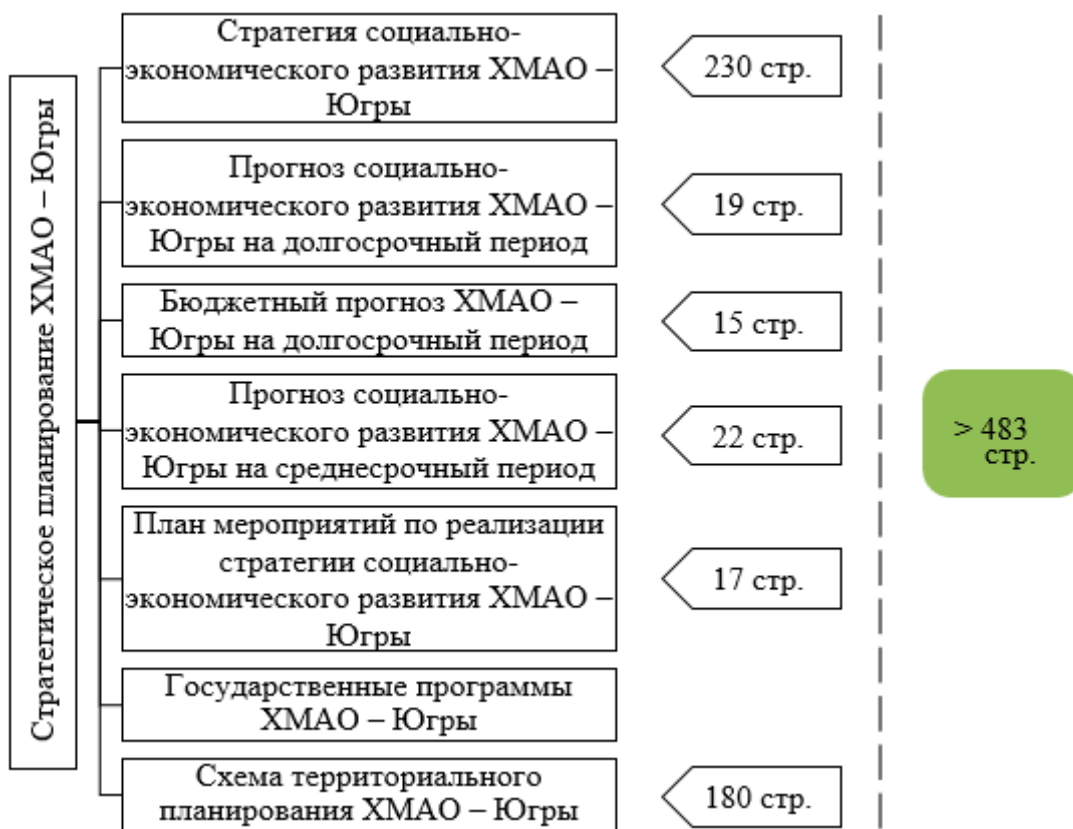 Стратегическое планирование ХМАО – Югры
Стратегия социально-
экономического развития ХМАО –
Югры
230 стр.
Прогноз социально-
экономического развития ХМАО –
Югры на долгосрочный период
19 стр.
Бюджетный прогноз ХМАО –
Югры на долгосрочный период
15 стр.
Прогноз социально-
экономического развития ХМАО –
Югры на среднесрочный период
22 стр.
План мероприятий по реализации
стратегии социально-
экономического развития ХМАО –
Югры
17 стр.
Государственные программы
ХМАО – Югры
Схема территориального
планирования ХМАО – Югры
180 стр.
> 483
стр.